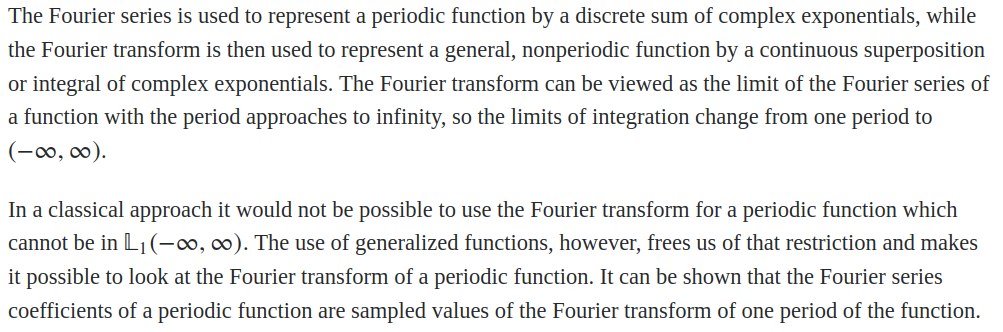 The Fourier series is used to represent a periodic function by a discrete sum of complex exponentials, while
the Fourier transform is then used to represent a general, nonperiodic function by a continuous superposition
or integral of complex exponentials. The Fourier transform can be viewed as the limit of the Fourier series of
a function with the period approaches to infinity, so the limits of integration change from one period to
(−∞, ∞).
In a classical approach it would not be possible to use the Fourier transform for a periodic function which
cannot be in 𝕃₁(−∞, ∞). The use of generalized functions, however, frees us of that restriction and makes
it possible to look at the Fourier transform of a periodic function. It can be shown that the Fourier series
coefficients of a periodic function are sampled values of the Fourier transform of one period of the function.